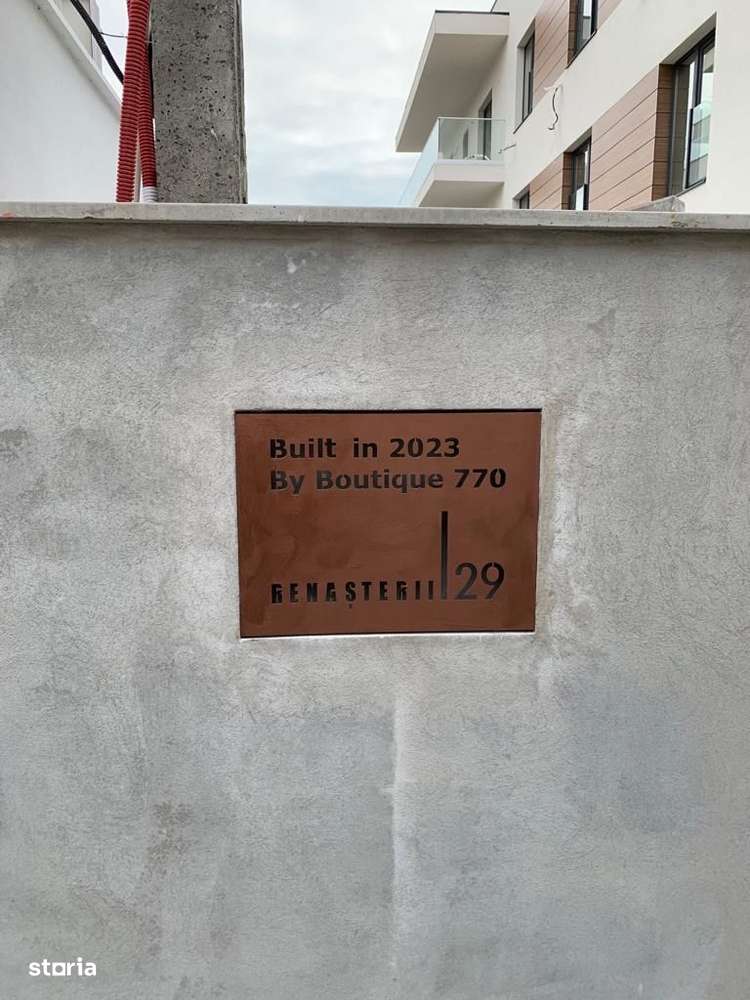 Built in 2023
By Boutique 770
RENAȘTERII 29
storia